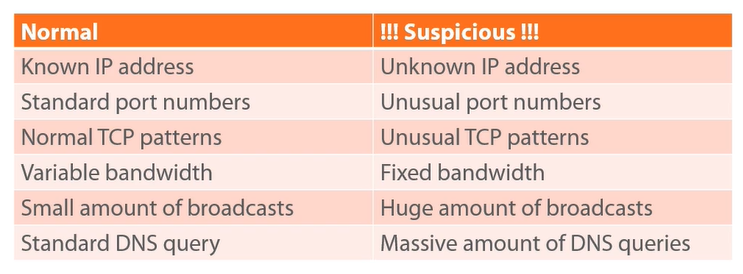 Normal !!! Suspicious !!!
Known IP address Unknown IP address
Standard port numbers Unusual port numbers
Normal TCP patterns Unusual TCP patterns
Variable bandwidth Fixed bandwidth
Small amount of broadcasts Huge amount of broadcasts
Standard DNS query Massive amount of DNS queries